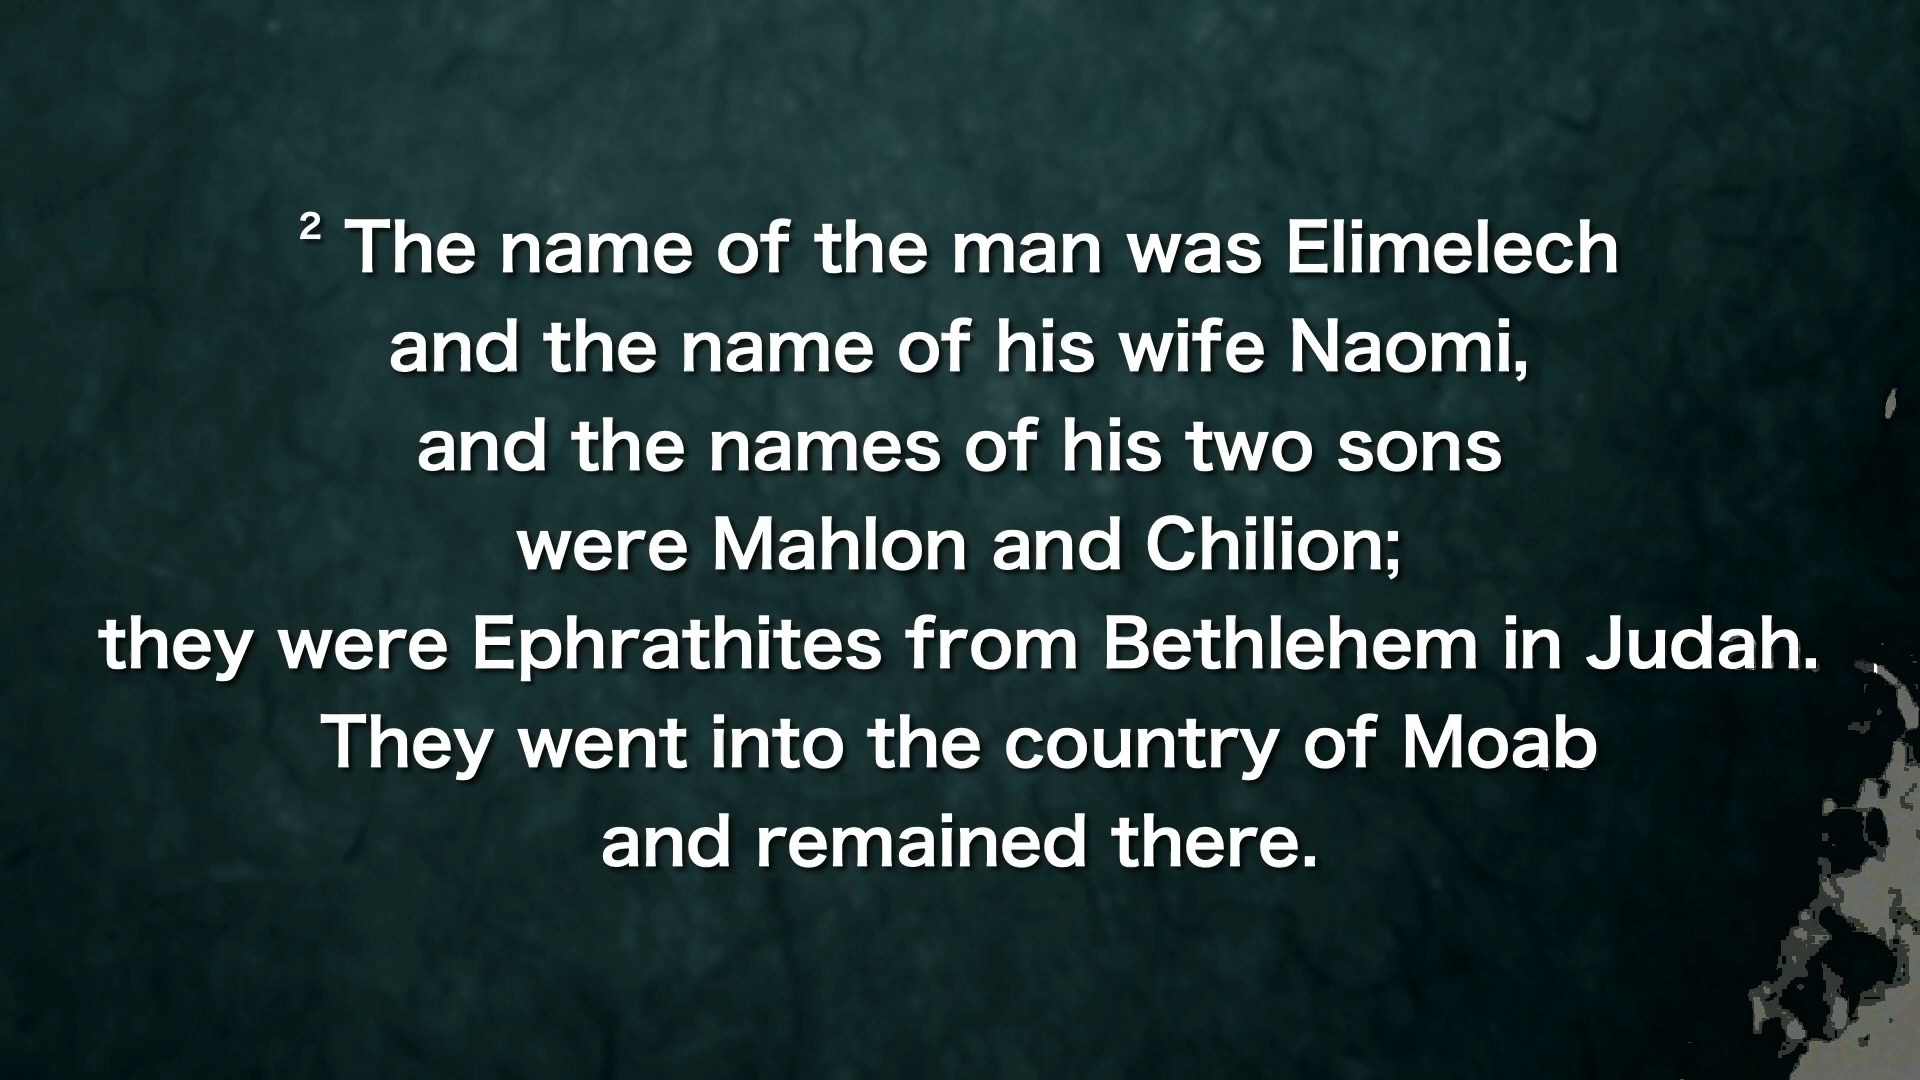 ² The name of the man was Elimelech
and the name of his wife Naomi,
and the names of his two sons
were Mahlon and Chilion;
they were Ephrathites from Bethlehem in Judah.
They went into the country of Moab
and remained there.